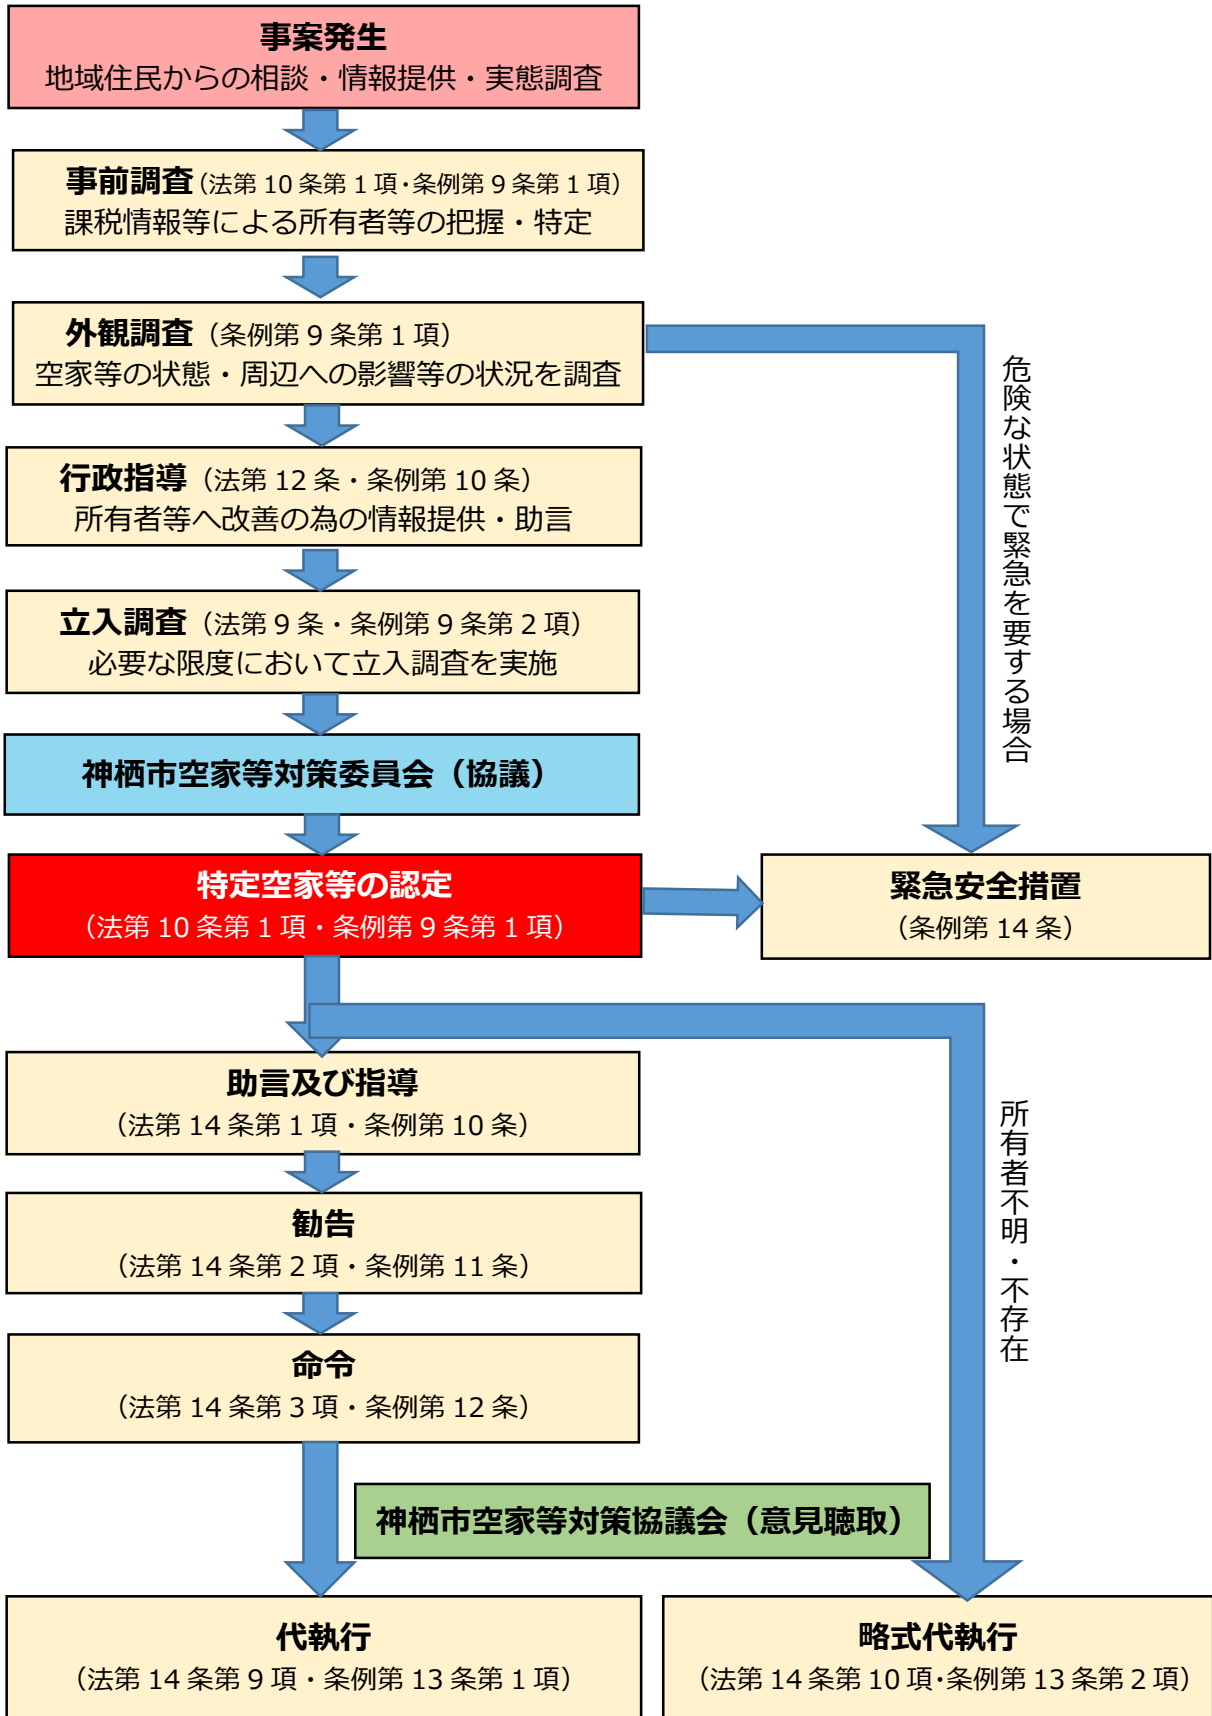 事案発生
地域住民からの相談・情報提供・実態調査
事前調査(法第10条第1項・条例第9条第1項)
課税情報等による所有者等の把握・特定
外観調査（条例第9条第1項）
空家等の状態・周辺への影響等の状況を調査
行政指導（法第12条・条例第10条）
所有者等へ改善の為の情報提供・助言
立入調査（法第9条・条例第9条第2項）
必要な限度において立入調査を実施
危険な状態で緊急を要する場合
神栖市空家等対策委員会（協議）
特定空家等の認定
（法第10条第1項・条例第9条第1項）
緊急安全措置
（条例第14条）
助言及び指導
（法第14条第1項・条例第10条）
勧告
（法第14条第2項・条例第11条）
命令
（法第14条第3項・条例第12条）
所有者不明・不存在
神栖市空家等対策協議会（意見聴取）
代執行
（法第14条第9項・条例第13条第1項）
略式代執行
（法第14条第10項・条例第13条第2項）